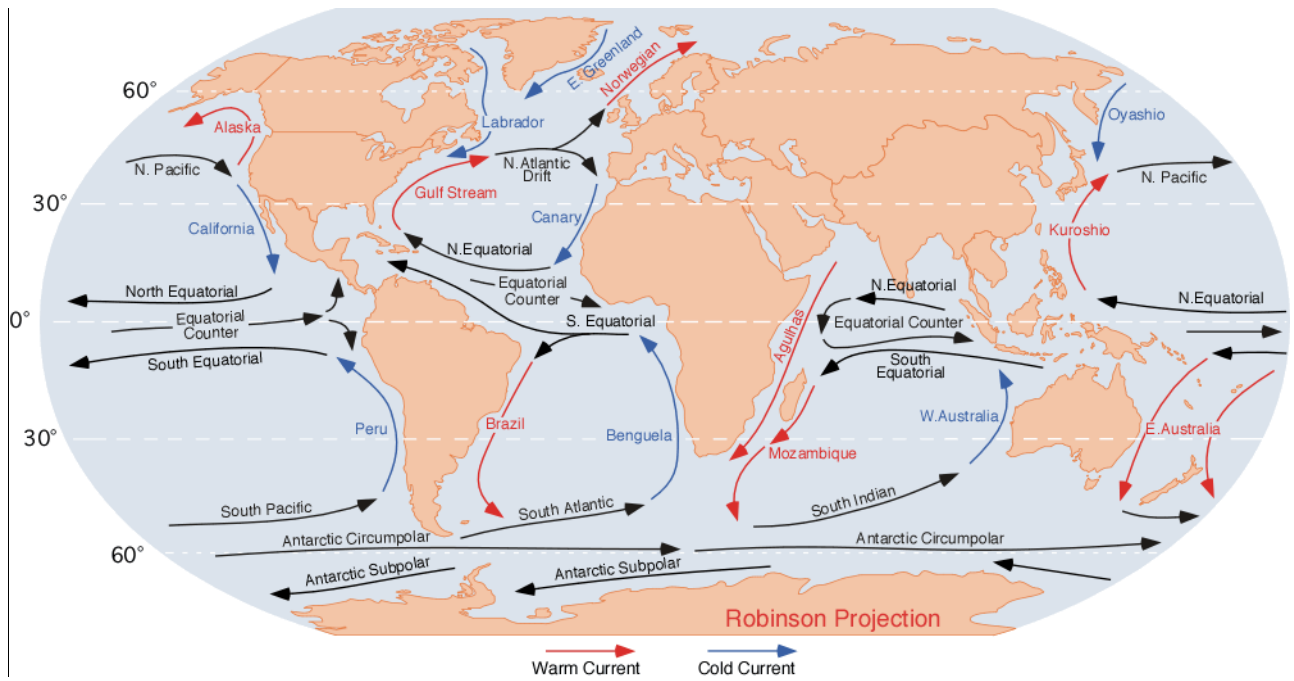 60°
E. Greenland
Norwegian
Labrador
Oyashio
Alaska
N. Pacific
N.Atlantic
Drift
N. Pacific
Gulf Stream
30°
California
Canary
Kuroshio
N.Equatorial
North Equatorial
Equatorial
Counter
N.Equatorial
N.Equatorial
0°
Equatorial
Counter
S. Equatorial
Agulhas
Equatorial Counter
South Equatorial
South
Equatorial
Peru
Brazil
Benguela
W.Australia
E.Australia
30°
Mozambique
South Pacific
South Atlantic
South Indian
Antarctic Circumpolar
Antarctic Circumpolar
60°
Antarctic Subpolar
Antarctic Subpolar
Robinson Projection
Warm Current
Cold Current